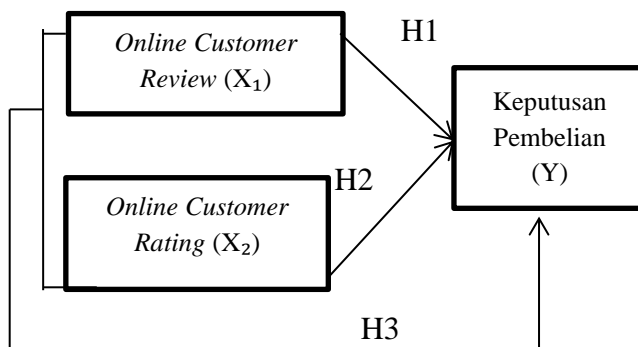 H1
Online Customer
Review (X₁)
Keputusan
Pembelian
(Y)
H2
Online Customer
Rating (X₂)
H3